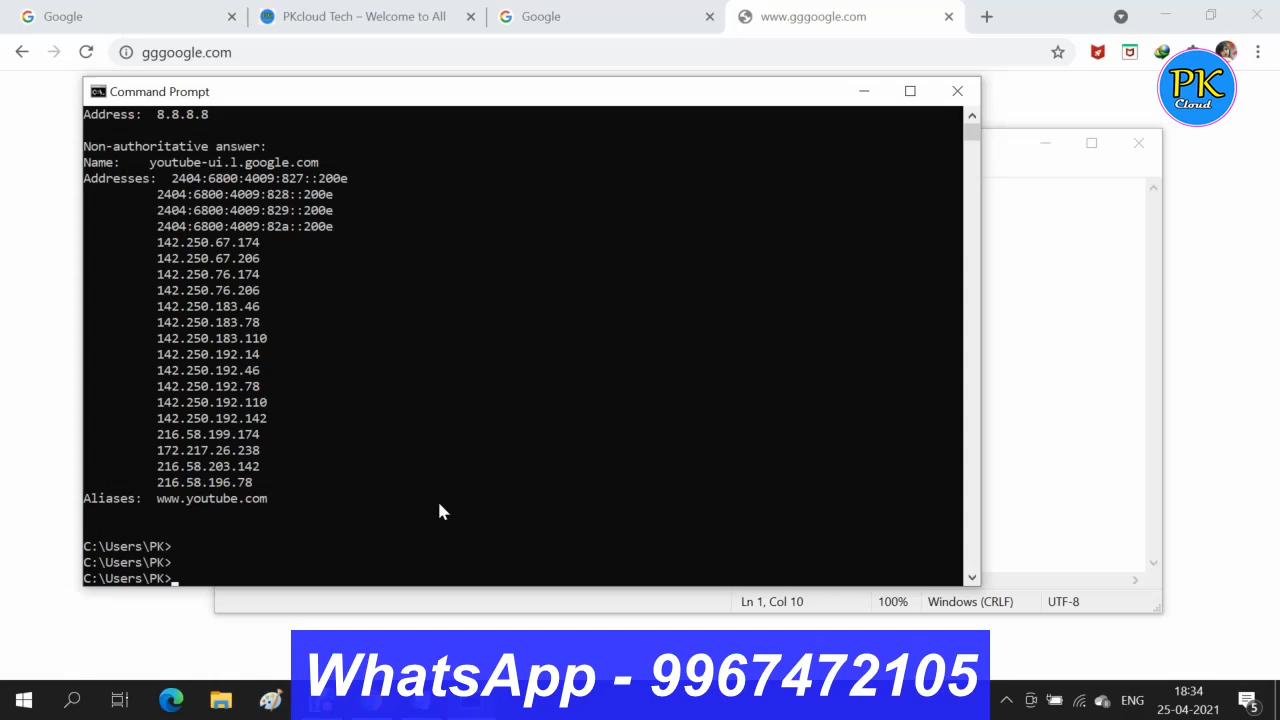 Google
PKcloud Tech – Welcome to All
Google
www.gggoogle.com
gggoogle.com
PK
Cloud
Command Prompt
Address:  8.8.8.8
Non-authoritative answer:
Name:    youtube-ui.l.google.com
Addresses:  2404:6800:4009:827::200e
2404:6800:4009:828::200e
2404:6800:4009:829::200e
2404:6800:4009:82a::200e
142.250.67.174
142.250.67.206
142.250.76.174
142.250.76.206
142.250.183.46
142.250.183.78
142.250.183.110
142.250.192.14
142.250.192.46
142.250.192.78
142.250.192.110
142.250.192.142
216.58.199.174
172.217.26.238
216.58.203.142
216.58.196.78
Aliases:  www.youtube.com
C:\Users\PK>
C:\Users\PK>
C:\Users\PK>
Ln 1, Col 10
100%
Windows (CRLF)
UTF-8
WhatsApp - 9967472105
ENG
18:34
25-04-2021
5